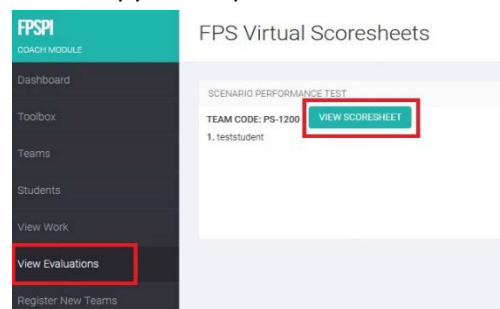 FPSPI
COACH MODULE
Dashboard
Toolbox
Teams
Students
View Work
View Evaluations
Register New Teams
FPS Virtual Scoresheets
SCENARIO PERFORMANCE TEST
TEAM CODE: PS-1200 VIEW SCORESHEET
1. teststudent